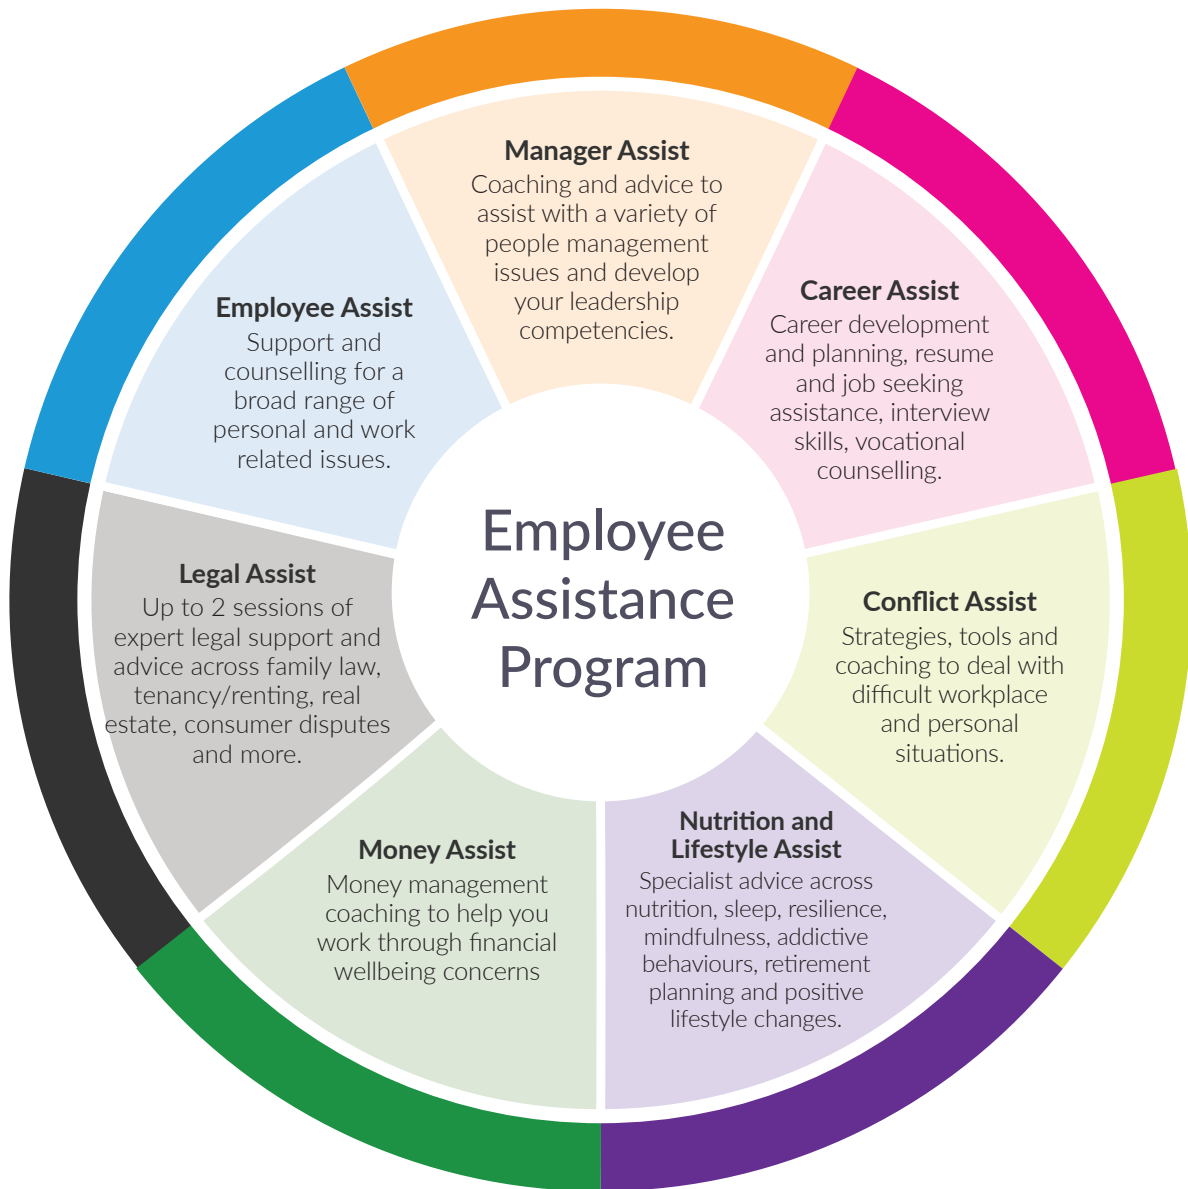 Manager Assist
Coaching and advice to
assist with a variety of
people management
issues and develop
your leadership
competencies.
Career Assist
Career development
and planning, resume
and job seeking
assistance, interview
skills, vocational
counselling.
Conflict Assist
Strategies, tools and
coaching to deal with
difficult workplace
and personal
situations.
Nutrition and
Lifestyle Assist
Specialist advice across
nutrition, sleep, resilience,
mindfulness, addictive
behaviours, retirement
planning and positive
lifestyle changes.
Money Assist
Money management
coaching to help you
work through financial
wellbeing concerns
Legal Assist
Up to 2 sessions of
expert legal support and
advice across family law,
tenancy/renting, real
estate, consumer disputes
and more.
Employee Assist
Support and
counselling for a
broad range of
personal and work
related issues.
Employee
Assistance
Program